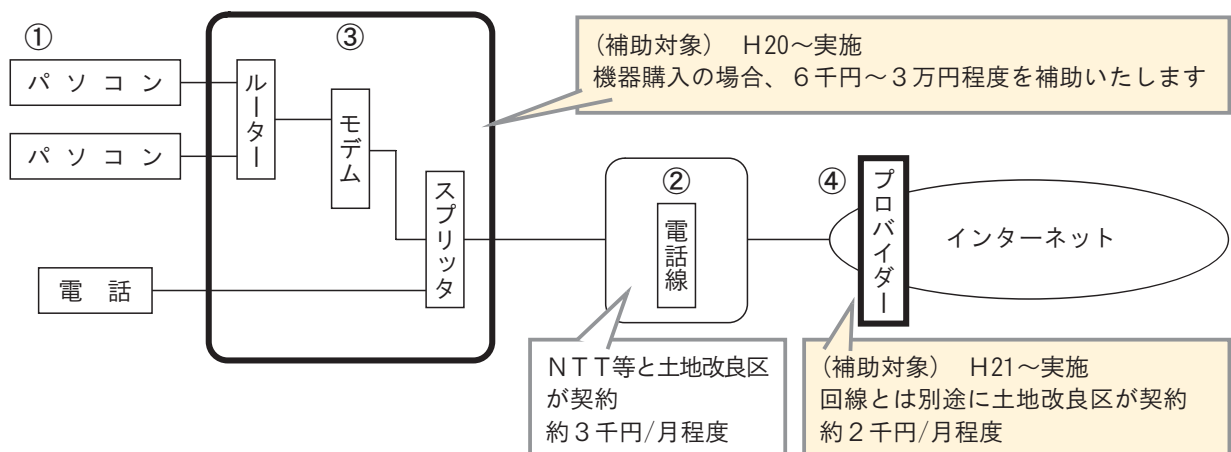 ①
③
(補助対象) H20～実施
機器購入の場合、6千円～3万円程度を補助いたします
パソコン
パソコン
ルーター
モデム
スプリッタ
電話
②
電話線
④
プロバイダー
インターネット
NTT等と土地改良区
が契約
約3千円/月程度
(補助対象) H21～実施
回線とは別途に土地改良区が契約
約2千円/月程度